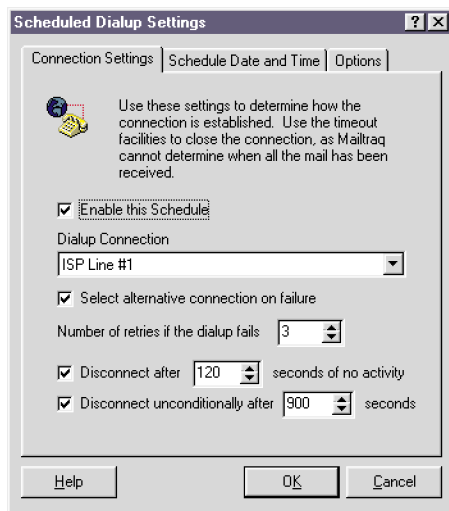 Scheduled Dialup Settings
Connection Settings
Schedule Date and Time
Options
Use these settings to determine how the
connection is established. Use the timeout
facilities to close the connection, as Mailtraq
cannot determine when all the mail has been
received.
Enable this Schedule
Dialup Connection
ISP Line #1
Select alternative connection on failure
Number of retries if the dialup fails 3
Disconnect after 120 seconds of no activity
Disconnect unconditionally after 900 seconds
Help OK Cancel